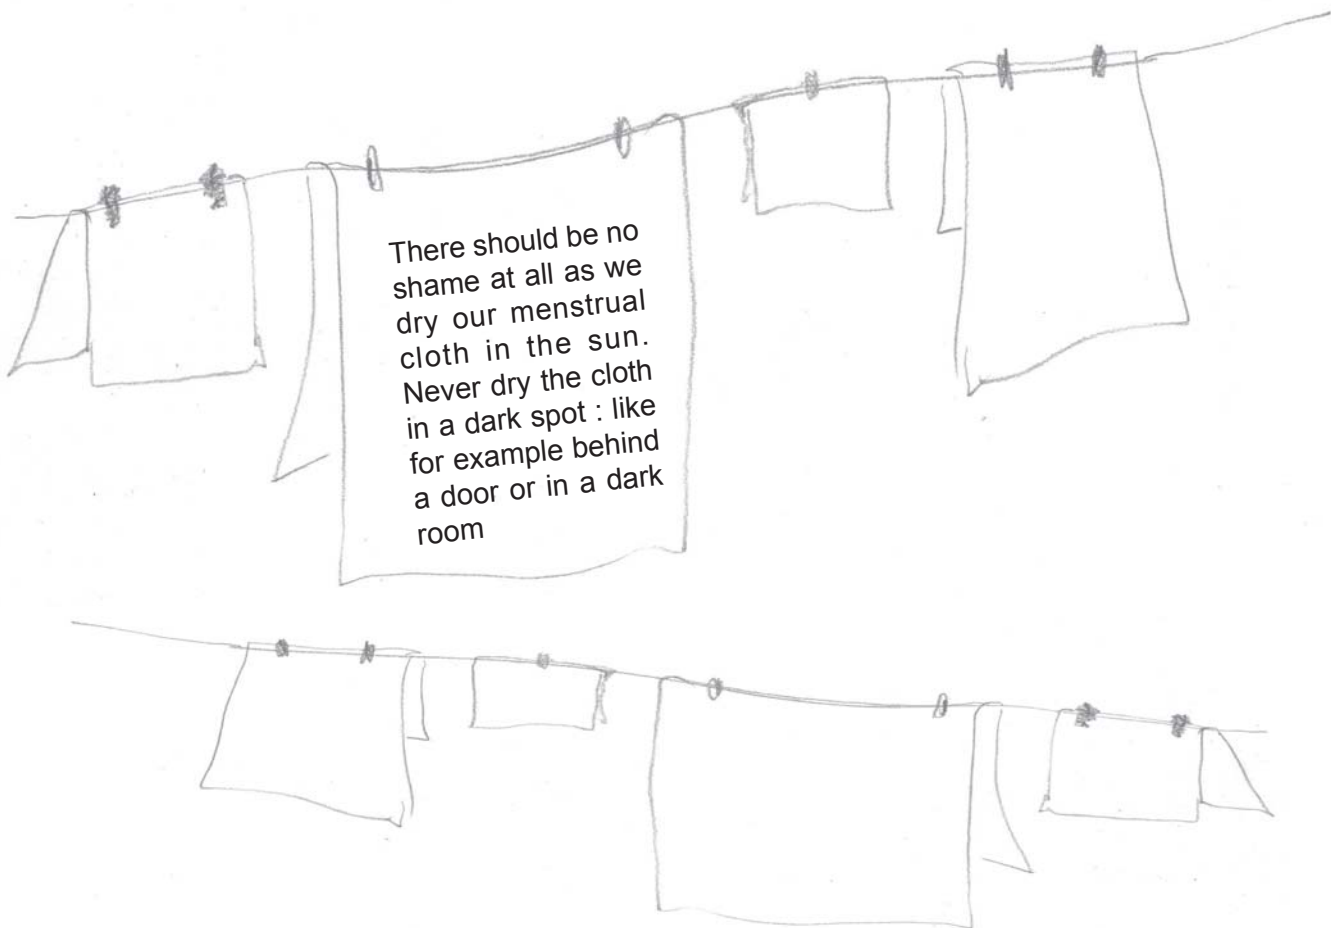 There should be no
shame at all as we
dry our menstrual
cloth in the sun.
Never dry the cloth
in a dark spot : like
for example behind
a door or in a dark
room